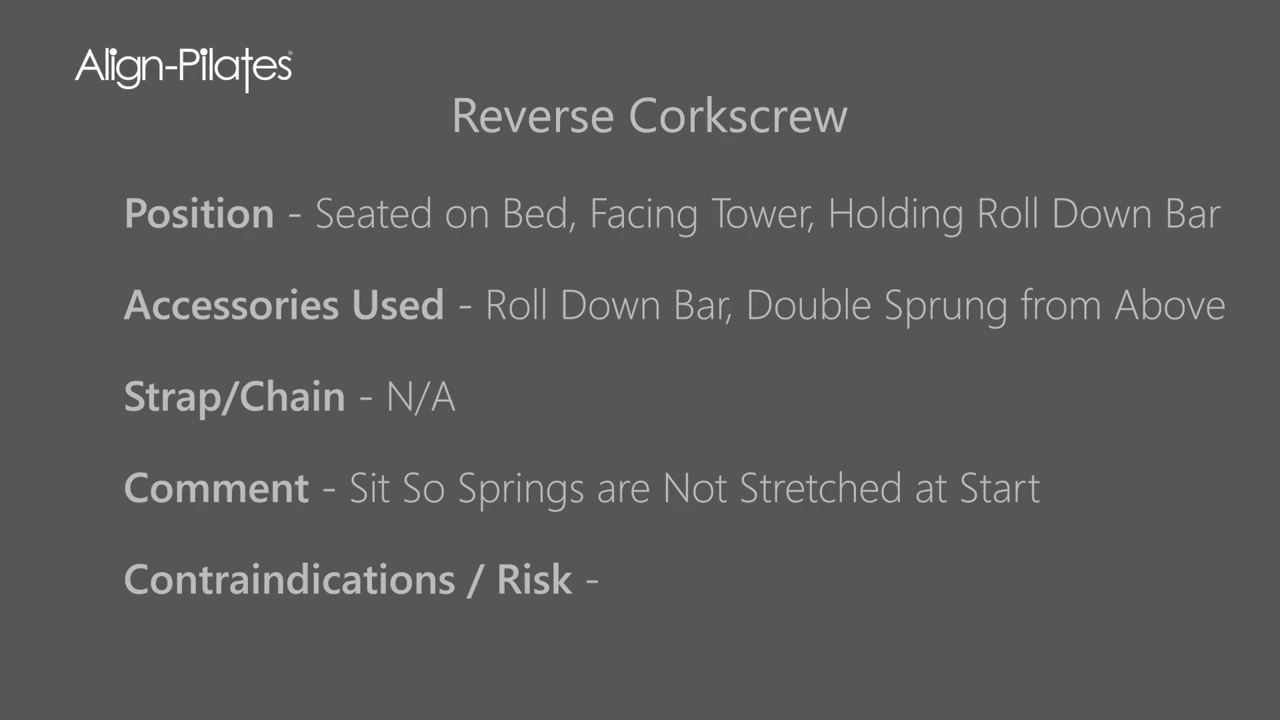 Align-Pilates®
Reverse Corkscrew
Position - Seated on Bed, Facing Tower, Holding Roll Down Bar
Accessories Used - Roll Down Bar, Double Sprung from Above
Strap/Chain - N/A
Comment - Sit So Springs are Not Stretched at Start
Contraindications / Risk -